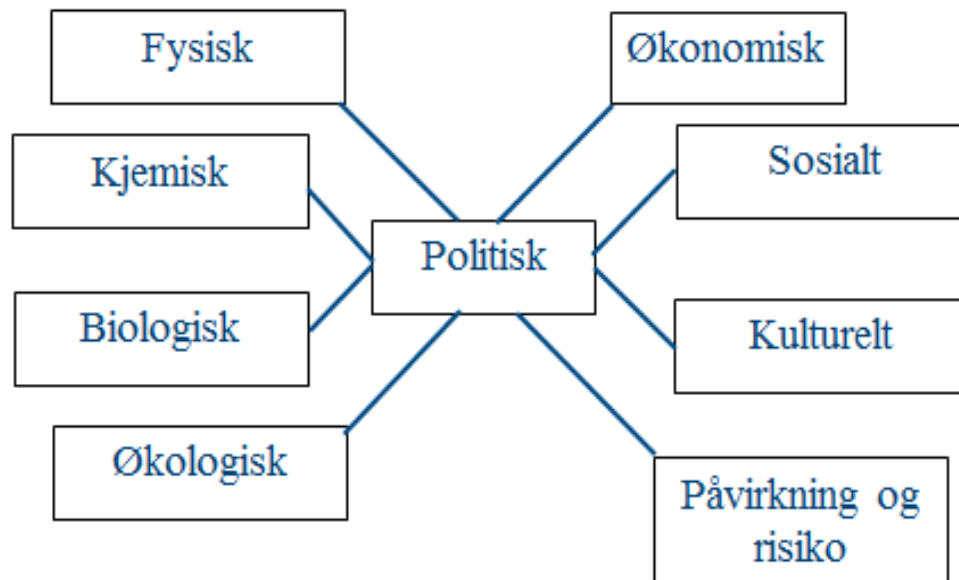 Fysisk
Økonomisk
Kjemisk
Sosialt
Politisk
Biologisk
Kulturelt
Økologisk
Påvirkning og
risiko